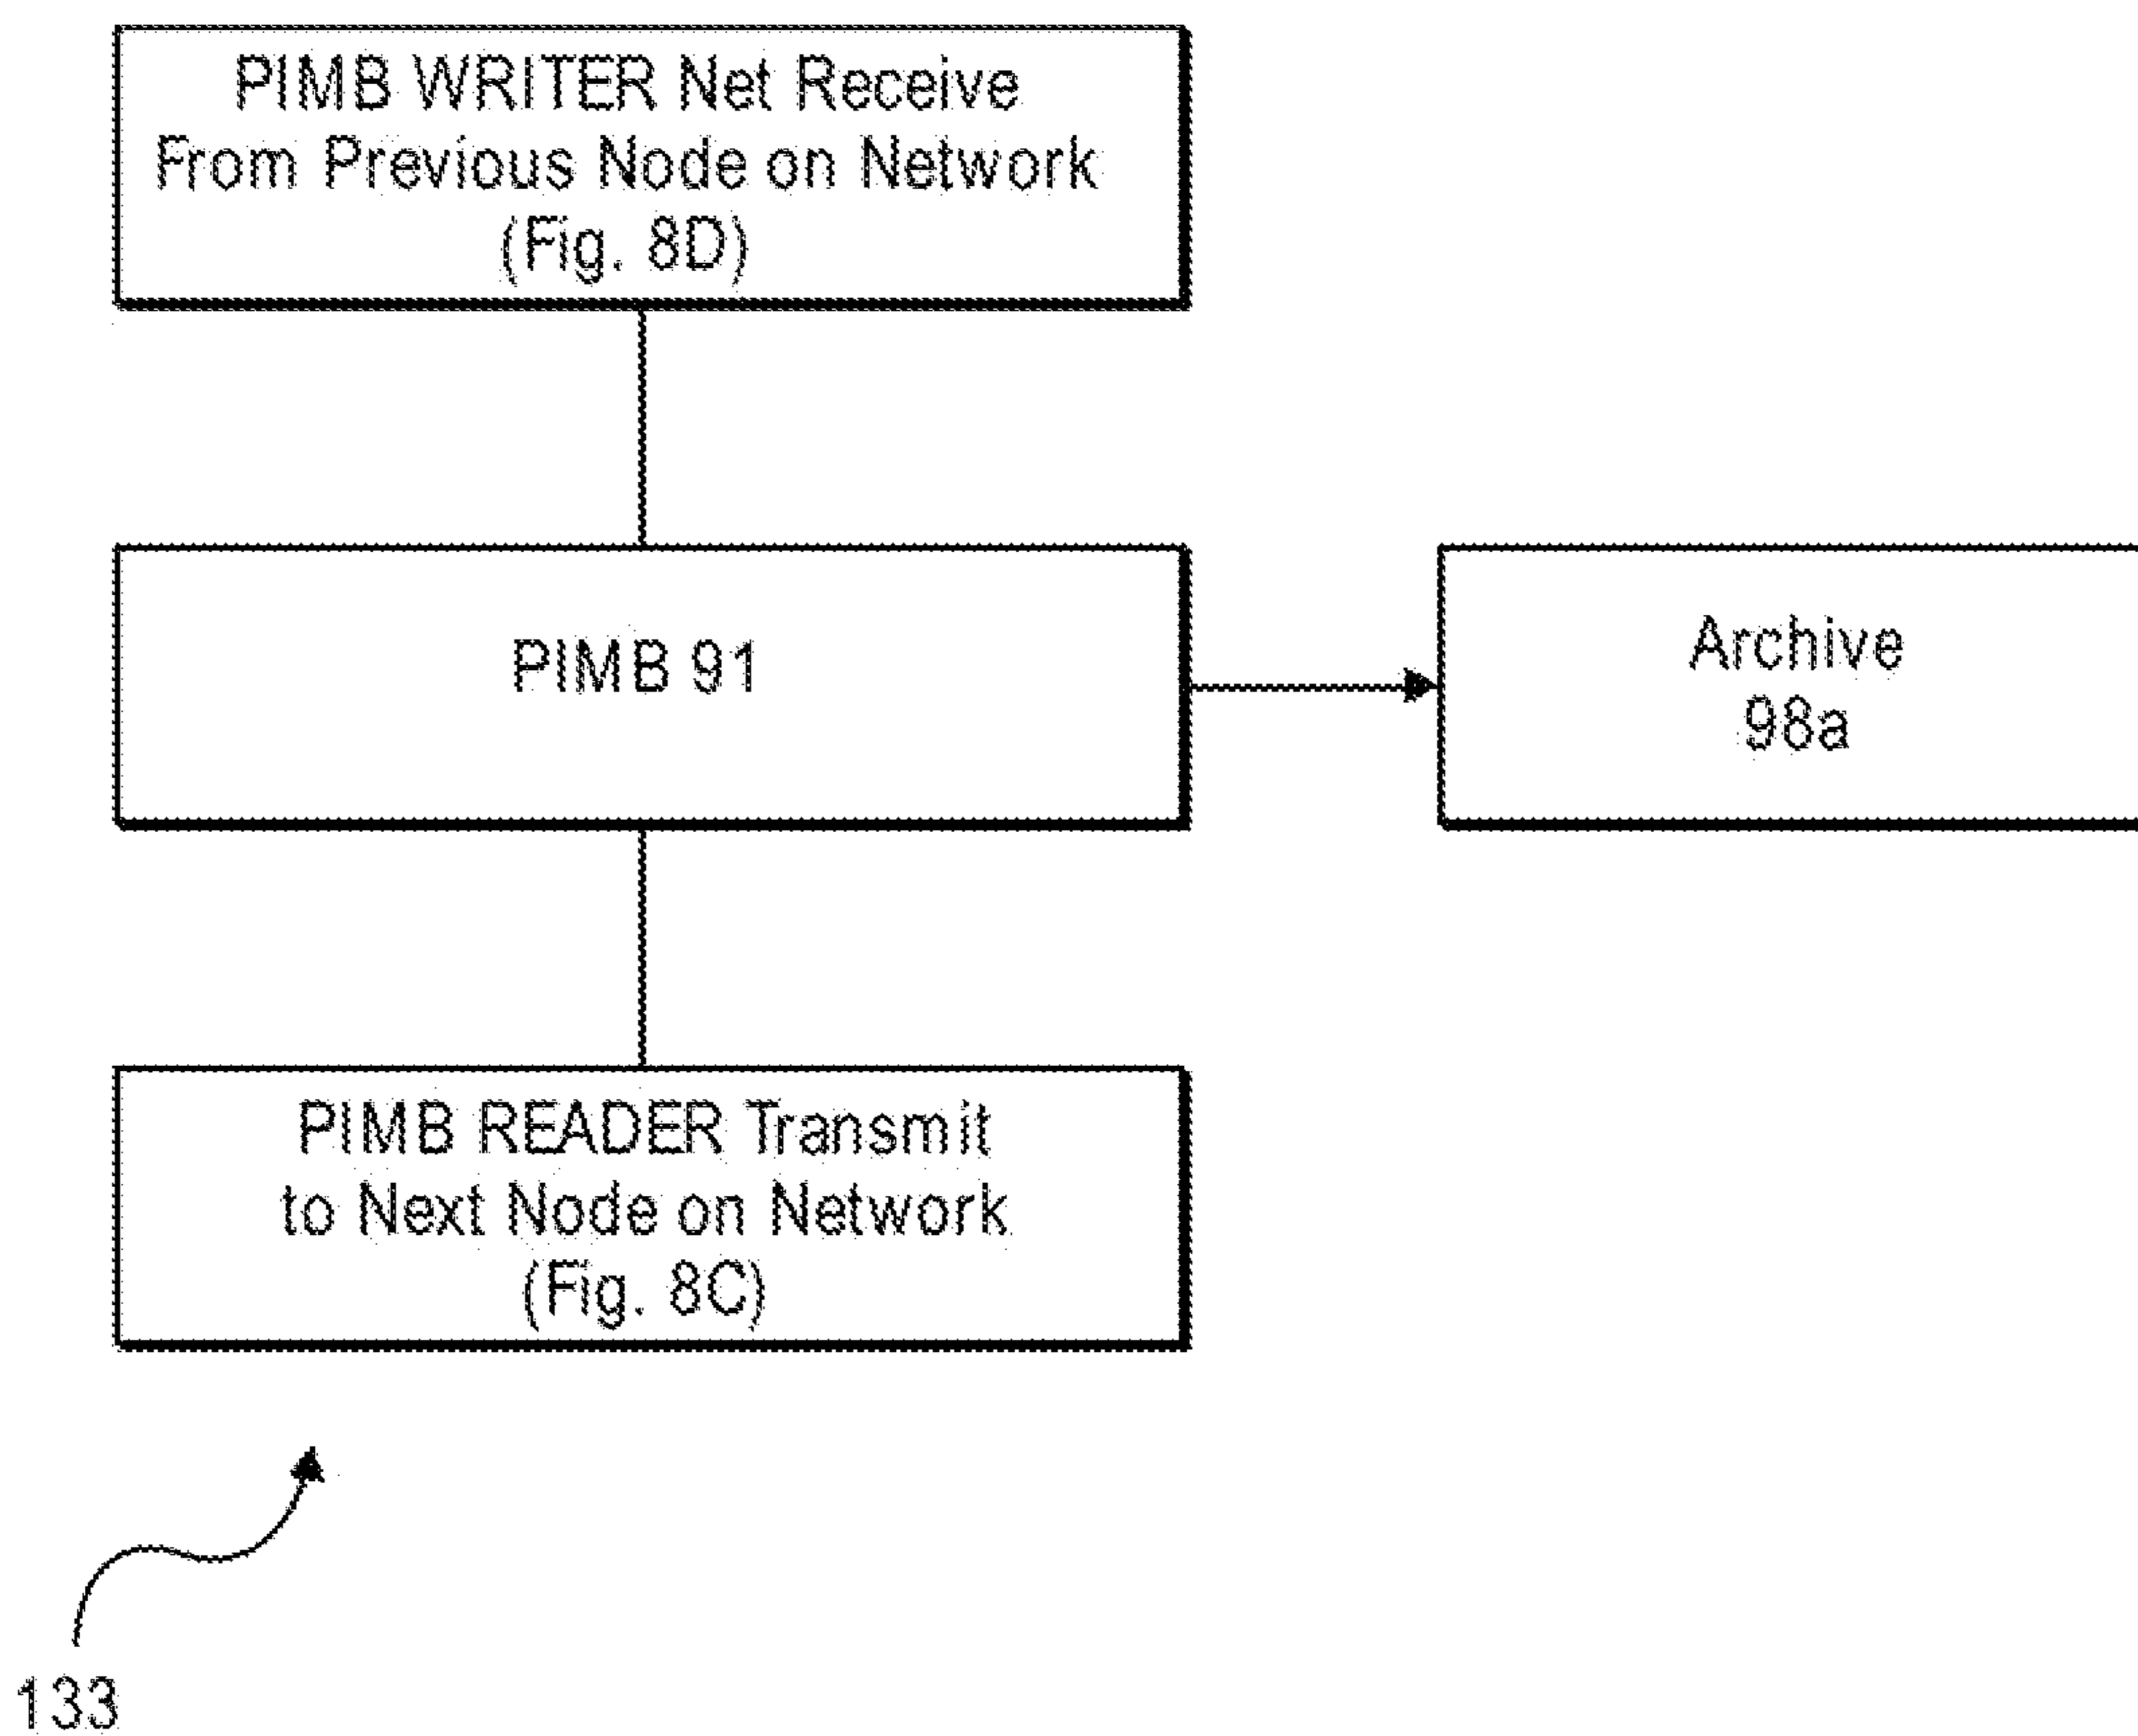 PIMB WRITER Net Receive
From Previous Node on Network
(Fig. 8D)
PIMB 91
Archive
98a
PIMB READER Transmit
to Next Node on Network
(Fig. 8C)
133